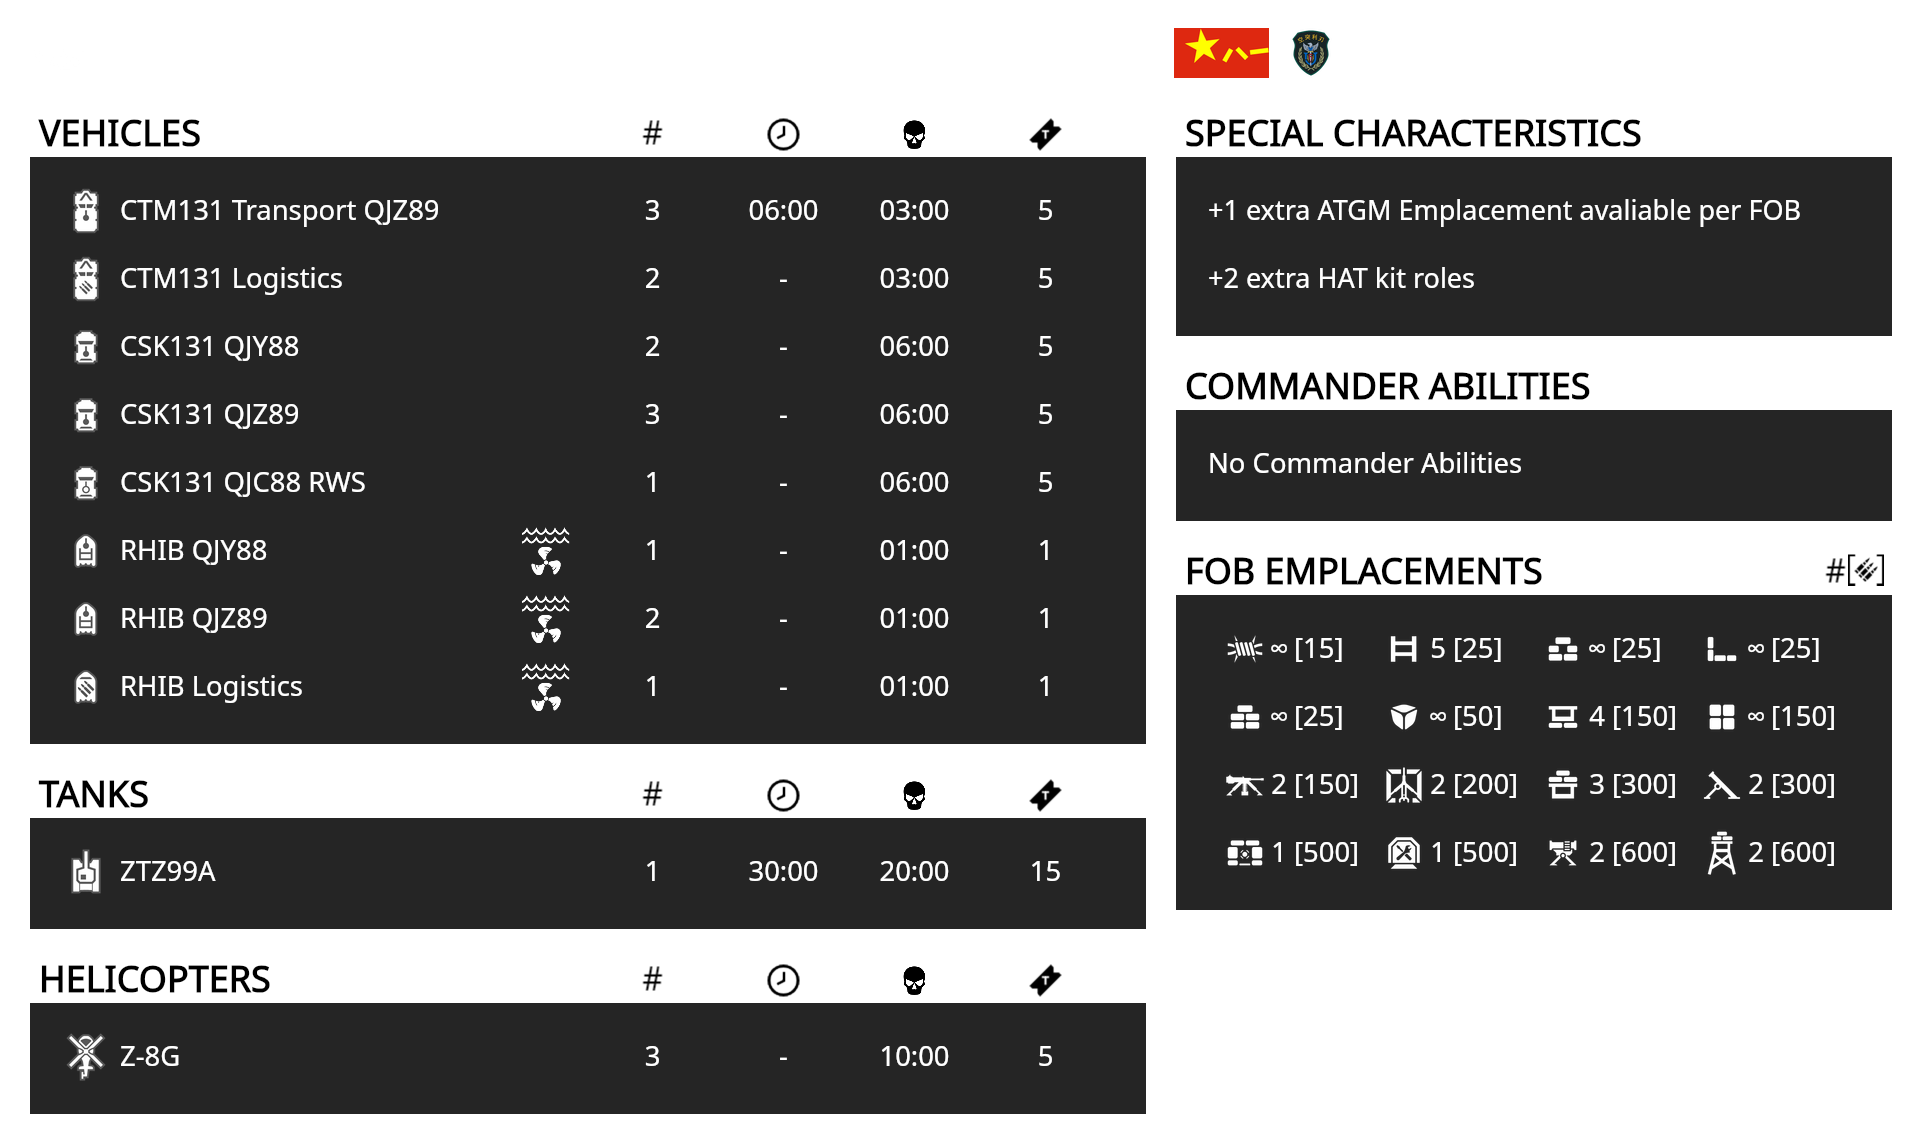 八一
VEHICLES #
CTM131 Transport QJZ89 3 06:00 03:00 5
CTM131 Logistics 2 - 03:00 5
CSK131 QJY88 2 - 06:00 5
CSK131 QJZ89 3 - 06:00 5
CSK131 QJC88 RWS 1 - 06:00 5
RHIB QJY88 1 - 01:00 1
RHIB QJZ89 2 - 01:00 1
RHIB Logistics 1 - 01:00 1
TANKS #
ZTZ99A 1 30:00 20:00 15
HELICOPTERS #
Z-8G 3 - 10:00 5
SPECIAL CHARACTERISTICS
+1 extra ATGM Emplacement avaliable per FOB
+2 extra HAT kit roles
COMMANDER ABILITIES
No Commander Abilities
FOB EMPLACEMENTS #[]
∞ [15] 5 [25] ∞ [25] ∞ [25]
∞ [25] ∞ [50] 4 [150] ∞ [150]
2 [150] 2 [200] 3 [300] 2 [300]
1 [500] 1 [500] 2 [600] 2 [600]